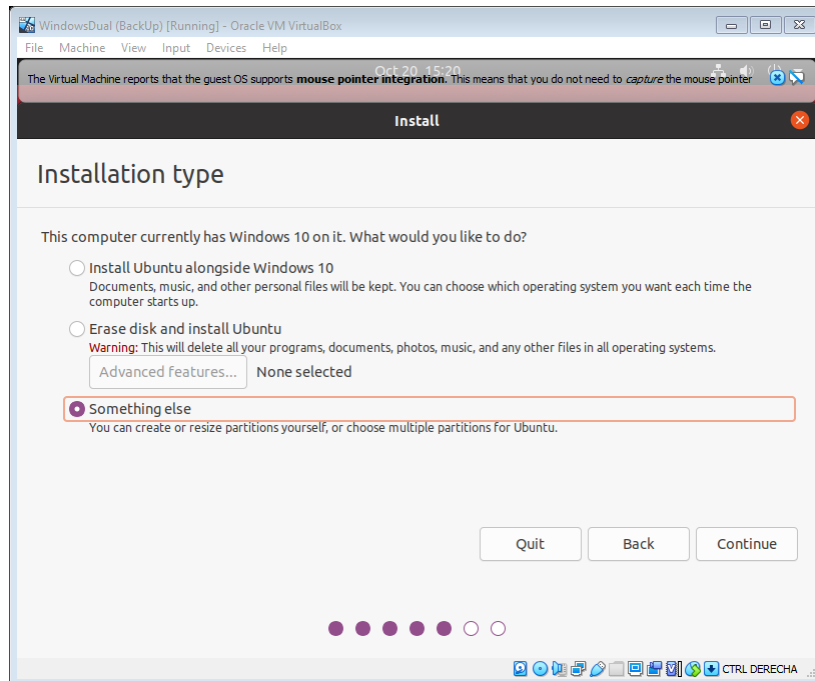 WindowsDual (BackUp) [Running] - Oracle VM VirtualBox
File Machine View Input Devices Help
Oct 20 15:20
The Virtual Machine reports that the guest OS supports mouse pointer integration. This means that you do not need to capture the mouse pointer
Install
Installation type
This computer currently has Windows 10 on it. What would you like to do?
Install Ubuntu alongside Windows 10
Documents, music, and other personal files will be kept. You can choose which operating system you want each time the
computer starts up.
Erase disk and install Ubuntu
Warning: This will delete all your programs, documents, photos, music, and any other files in all operating systems.
Advanced features... None selected
Something else
You can create or resize partitions yourself, or choose multiple partitions for Ubuntu.
Quit Back Continue
CTRL DERECHA